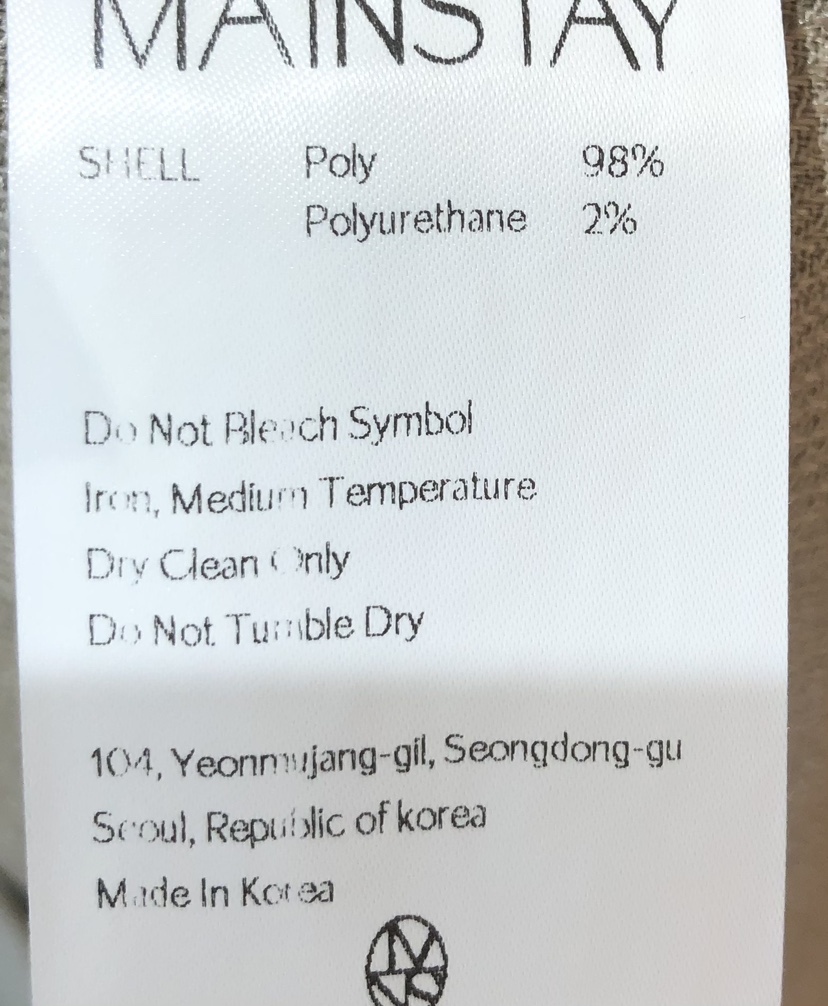 MAINSTAY
SHELL Poly 98%
Polyurethane 2%
Do Not Bleach Symbol
Iron, Medium Temperature
Dry Clean Only
Do Not Tumble Dry
104, Yeonmujang-gil, Seongdong-gu
Seoul, Republic of korea
Made In Korea